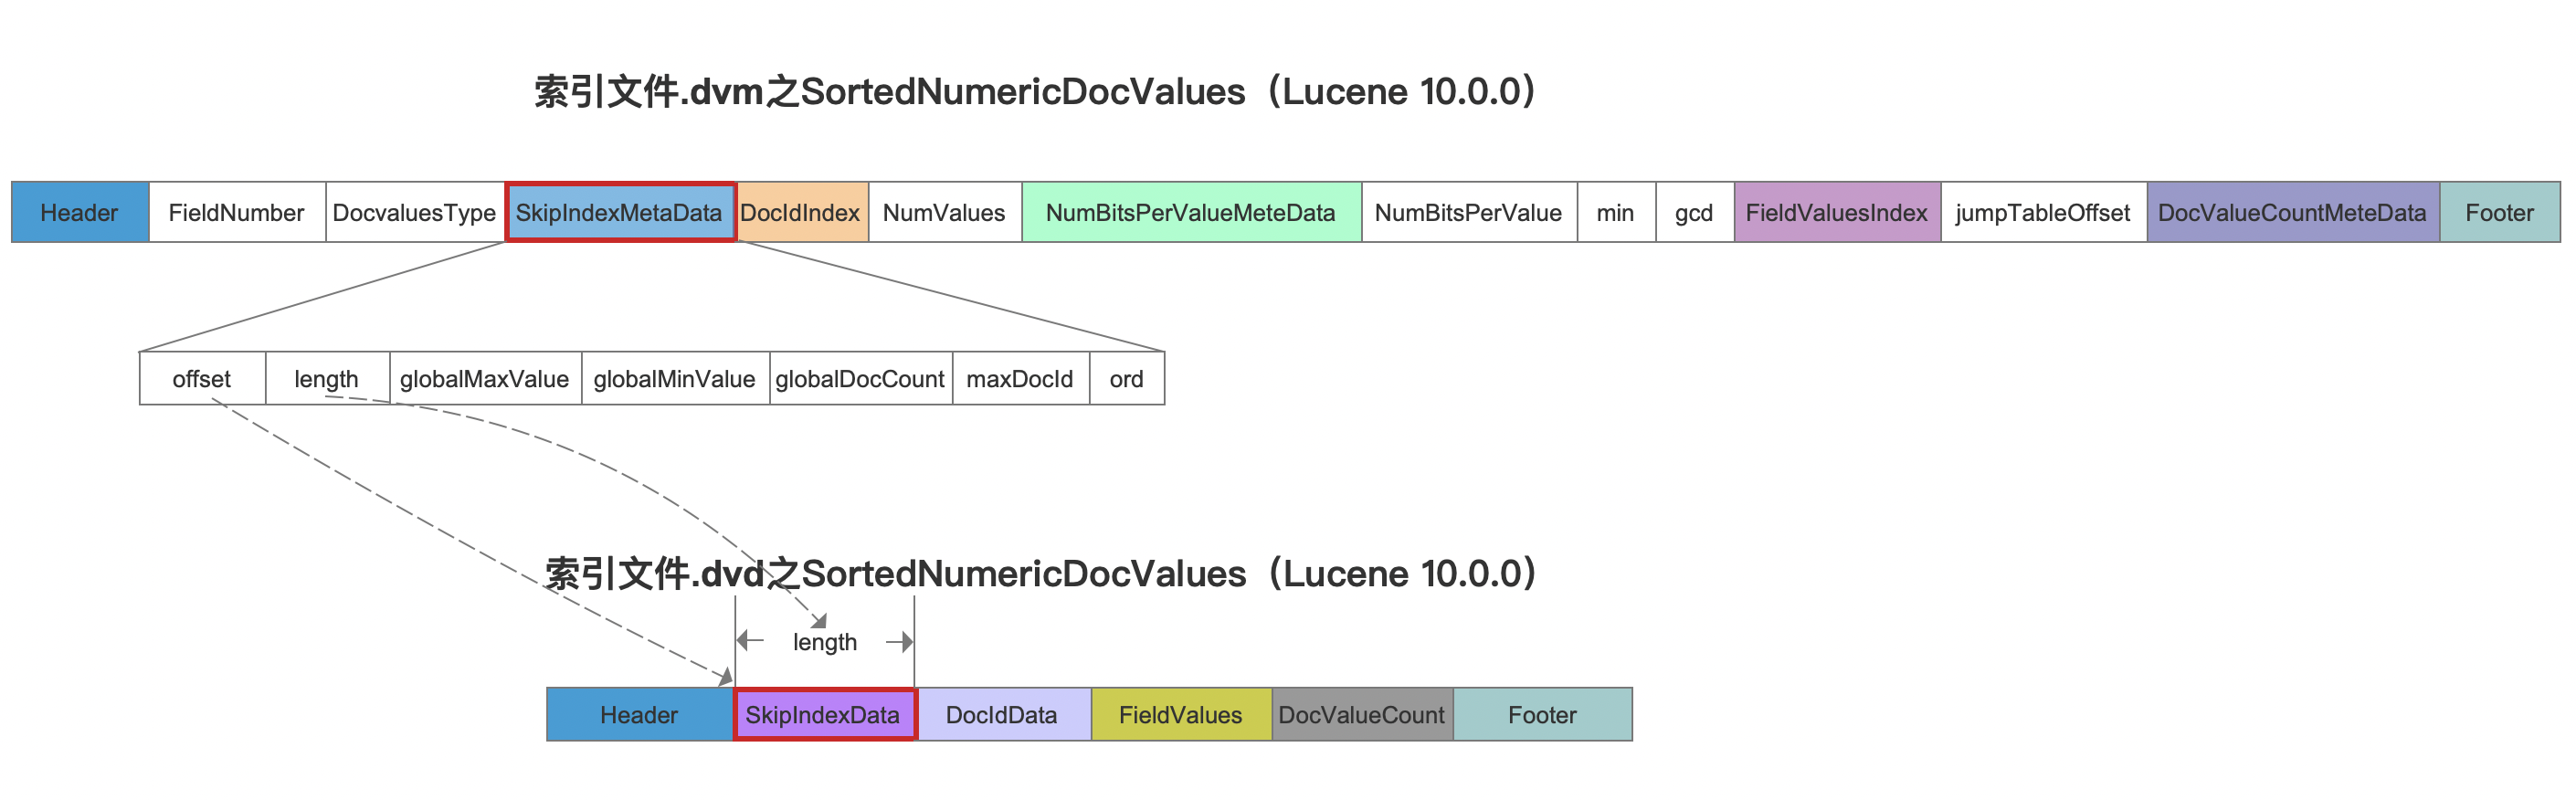 索引文件.dvm之SortedNumericDocValues（Lucene 10.0.0）
Header FieldNumber DocvaluesType SkipIndexMetaData DocIdIndex NumValues NumBitsPerValueMeteData NumBitsPerValue min gcd FieldValuesIndex jumpTableOffset DocValueCountMeteData Footer
offset length globalMaxValue globalMinValue globalDocCount maxDocId ord
索引文件.dvd之SortedNumericDocValues（Lucene 10.0.0）
length
Header SkipIndexData DocIdData FieldValues DocValueCount Footer